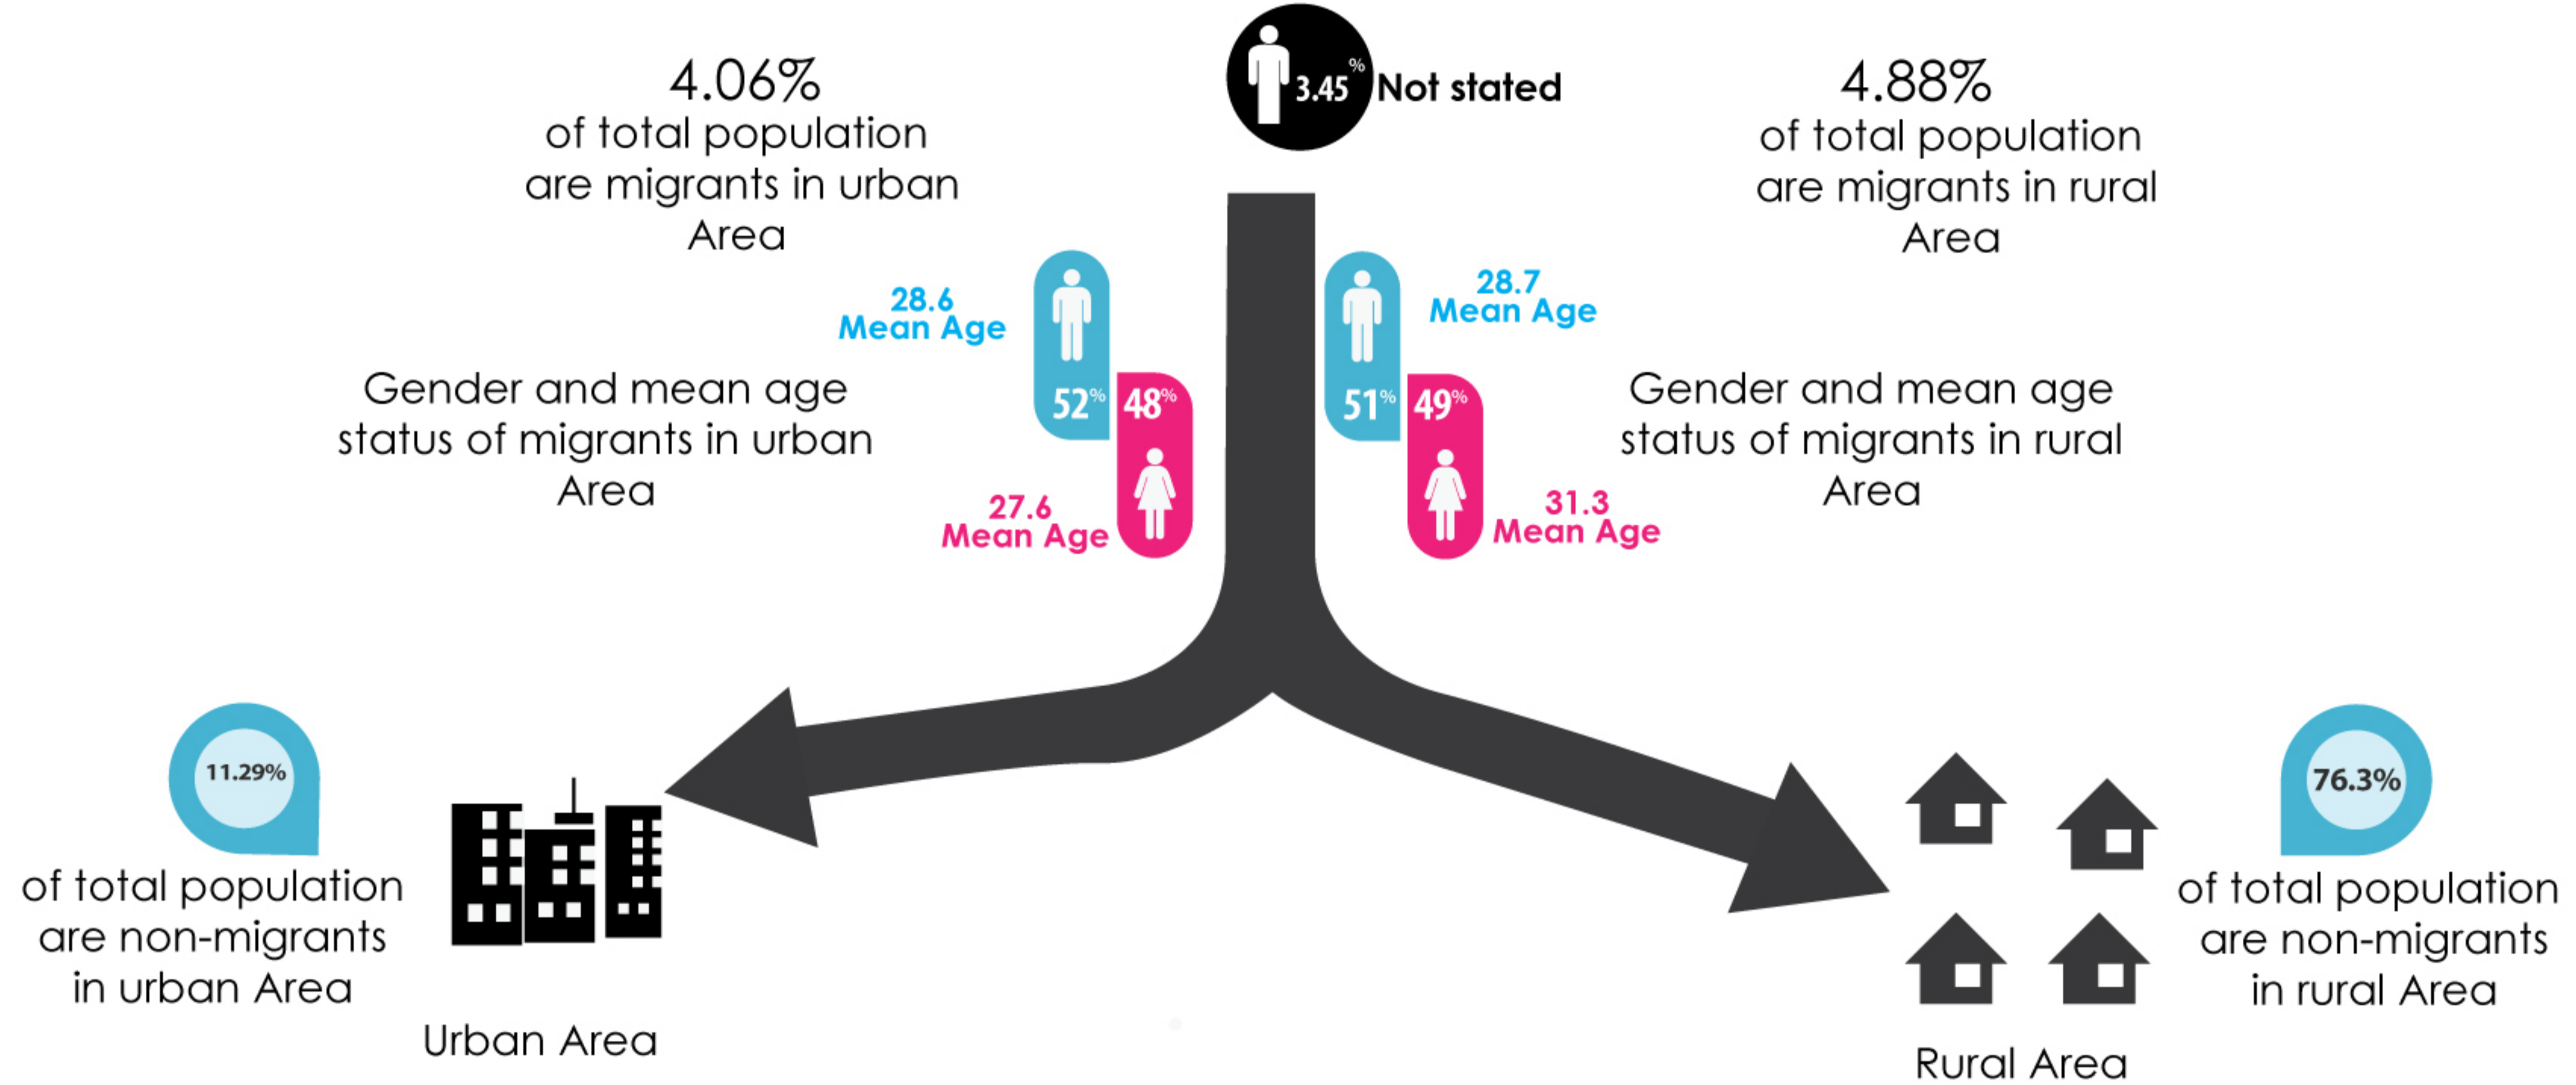 4.06%
of total population
are migrants in urban
Area
3.45% Not stated
4.88%
of total population
are migrants in rural
Area
28.6
Mean Age
52% 48%
27.6
Mean Age
Gender and mean age
status of migrants in urban
Area
28.7
Mean Age
51% 49%
31.3
Mean Age
Gender and mean age
status of migrants in rural
Area
11.29%
of total population
are non-migrants
in urban Area
Urban Area
76.3%
of total population
are non-migrants
in rural Area
Rural Area